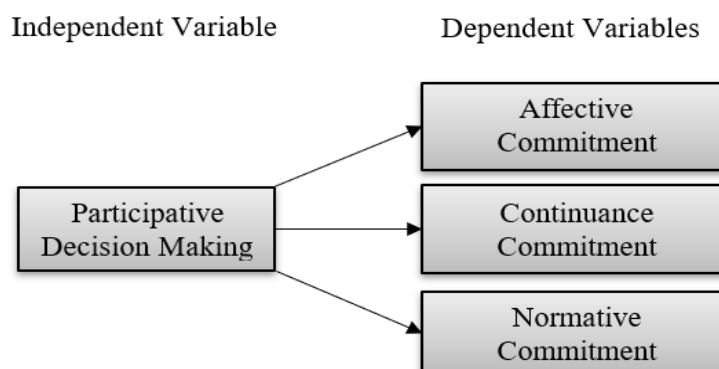 Independent Variable
Dependent Variables
Affective
Commitment
Participative
Decision Making
Continuance
Commitment
Normative
Commitment